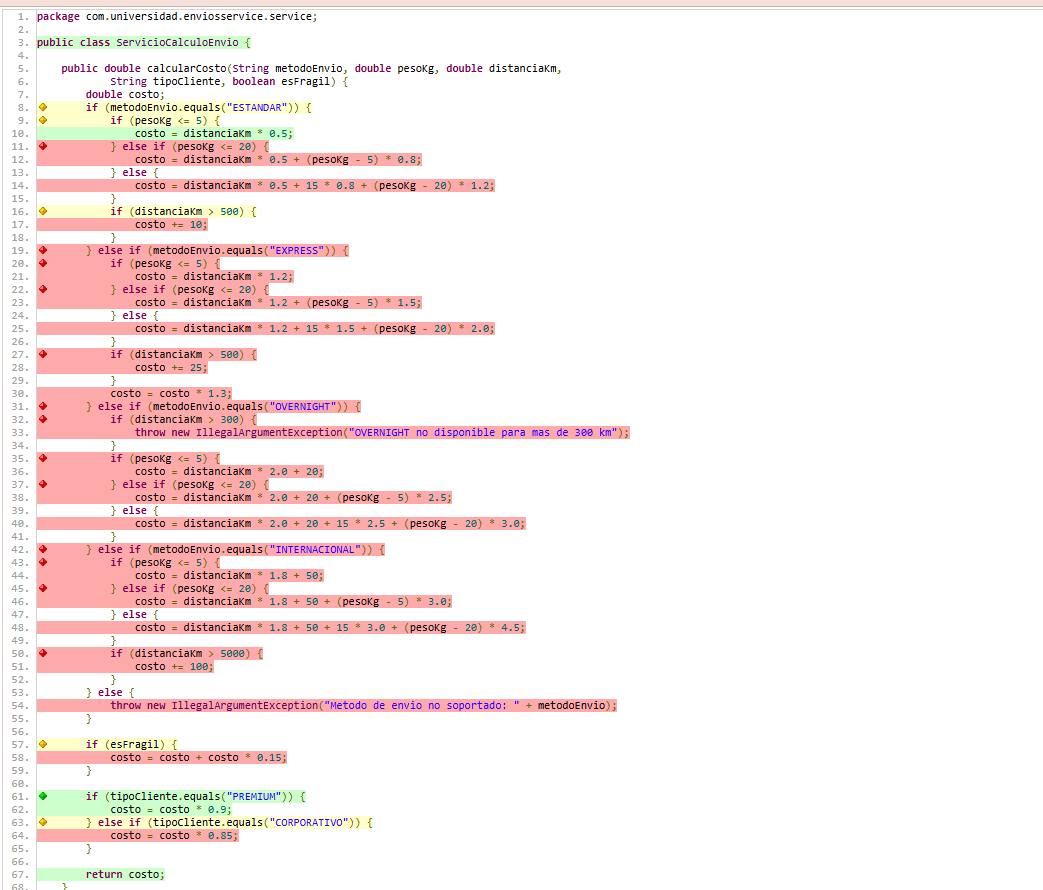 1. package com.universidad.enviosservice.service;
2.
3. public class ServicioCalculoEnvio {
4.
5. public double calcularCosto(String metodoEnvio, double pesoKg, double distanciaKm,
6. String tipoCliente, boolean esFragil) {
7. double costo;
8. if (metodoEnvio.equals("ESTANDAR")) {
9. if (pesoKg <= 5) {
10. costo = distanciaKm * 0.5;
11. } else if (pesoKg <= 20) {
12. costo = distanciaKm * 0.5 + (pesoKg - 5) * 0.8;
13. } else {
14. costo = distanciaKm * 0.5 + 15 * 0.8 + (pesoKg - 20) * 1.2;
15. }
16. if (distanciaKm > 500) {
17. costo += 10;
18. }
19. } else if (metodoEnvio.equals("EXPRESS")) {
20. if (pesoKg <= 5) {
21. costo = distanciaKm * 1.2;
22. } else if (pesoKg <= 20) {
23. costo = distanciaKm * 1.2 + (pesoKg - 5) * 1.5;
24. } else {
25. costo = distanciaKm * 1.2 + 15 * 1.5 + (pesoKg - 20) * 2.0;
26. }
27. if (distanciaKm > 500) {
28. costo += 25;
29. }
30. costo = costo * 1.3;
31. } else if (metodoEnvio.equals("OVERNIGHT")) {
32. if (distanciaKm > 300) {
33. throw new IllegalArgumentException("OVERNIGHT no disponible para mas de 300 km");
34. }
35. if (pesoKg <= 5) {
36. costo = distanciaKm * 2.0 + 20;
37. } else if (pesoKg <= 20) {
38. costo = distanciaKm * 2.0 + 20 + (pesoKg - 5) * 2.5;
39. } else {
40. costo = distanciaKm * 2.0 + 20 + 15 * 2.5 + (pesoKg - 20) * 3.0;
41. }
42. } else if (metodoEnvio.equals("INTERNACIONAL")) {
43. if (pesoKg <= 5) {
44. costo = distanciaKm * 1.8 + 50;
45. } else if (pesoKg <= 20) {
46. costo = distanciaKm * 1.8 + 50 + (pesoKg - 5) * 3.0;
47. } else {
48. costo = distanciaKm * 1.8 + 50 + 15 * 3.0 + (pesoKg - 20) * 4.5;
49. }
50. if (distanciaKm > 5000) {
51. costo += 100;
52. }
53. } else {
54. throw new IllegalArgumentException("Metodo de envio no soportado: " + metodoEnvio);
55. }
56.
57. if (esFragil) {
58. costo = costo + costo * 0.15;
59. }
60.
61. if (tipoCliente.equals("PREMIUM")) {
62. costo = costo * 0.9;
63. } else if (tipoCliente.equals("CORPORATIVO")) {
64. costo = costo * 0.85;
65. }
66.
67. return costo;
68. }